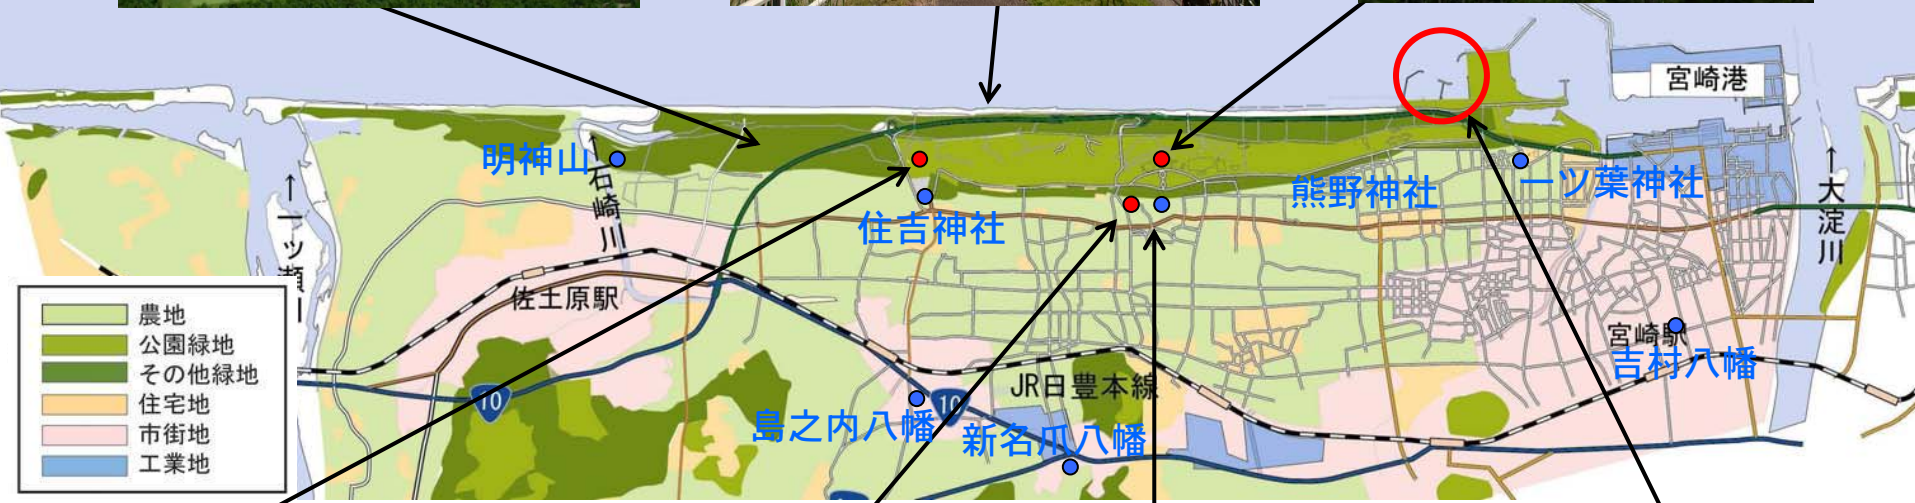 宮崎港
明神山
←石崎川
住吉神社
熊野神社
一ツ葉神社
←大淀川
←一ツ瀬川
佐土原駅
農地
公園緑地
その他緑地
住宅地
市街地
工業地
宮崎駅
吉村八幡
JR日豊本線
10
10
島之内八幡
新名爪八幡